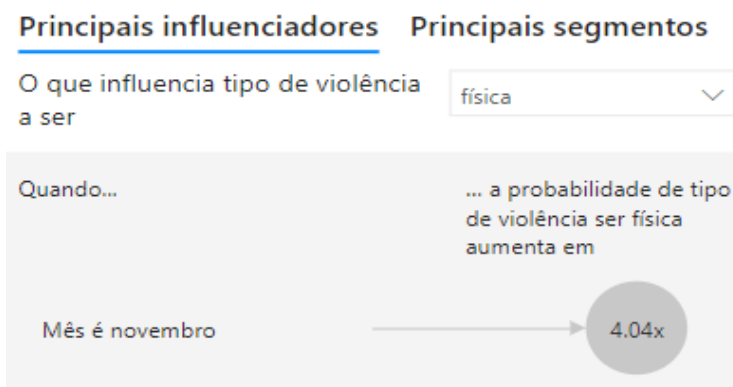 Principais influenciadores Principais segmentos
O que influencia tipo de violência
a ser
física
Quando...
... a probabilidade de tipo
de violência ser física
aumenta em
Mês é novembro
4.04x